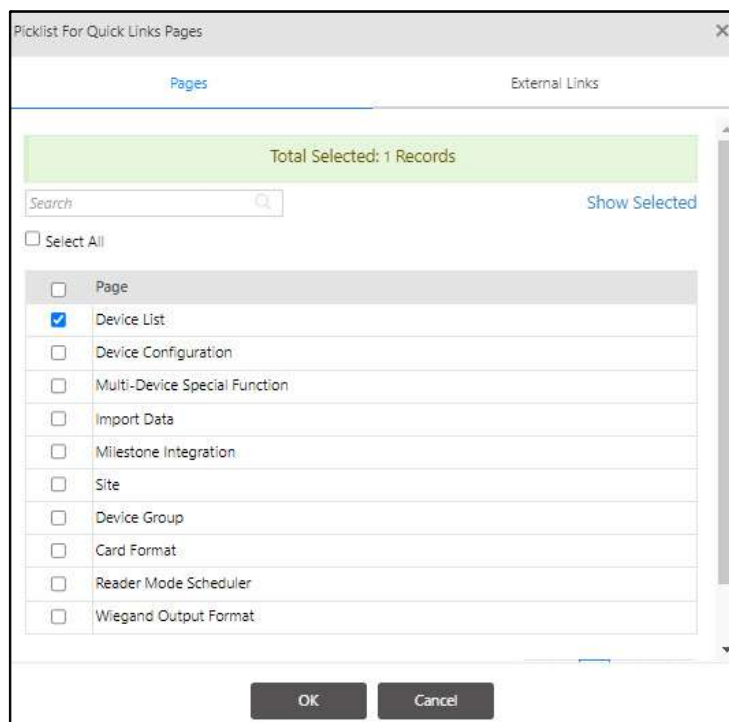 Picklist For Quick Links Pages
Pages External Links
Total Selected: 1 Records
Search Show Selected
Select All
Page
Device List
Device Configuration
Multi-Device Special Function
Import Data
Milestone Integration
Site
Device Group
Card Format
Reader Mode Scheduler
Wiegand Output Format
OK Cancel